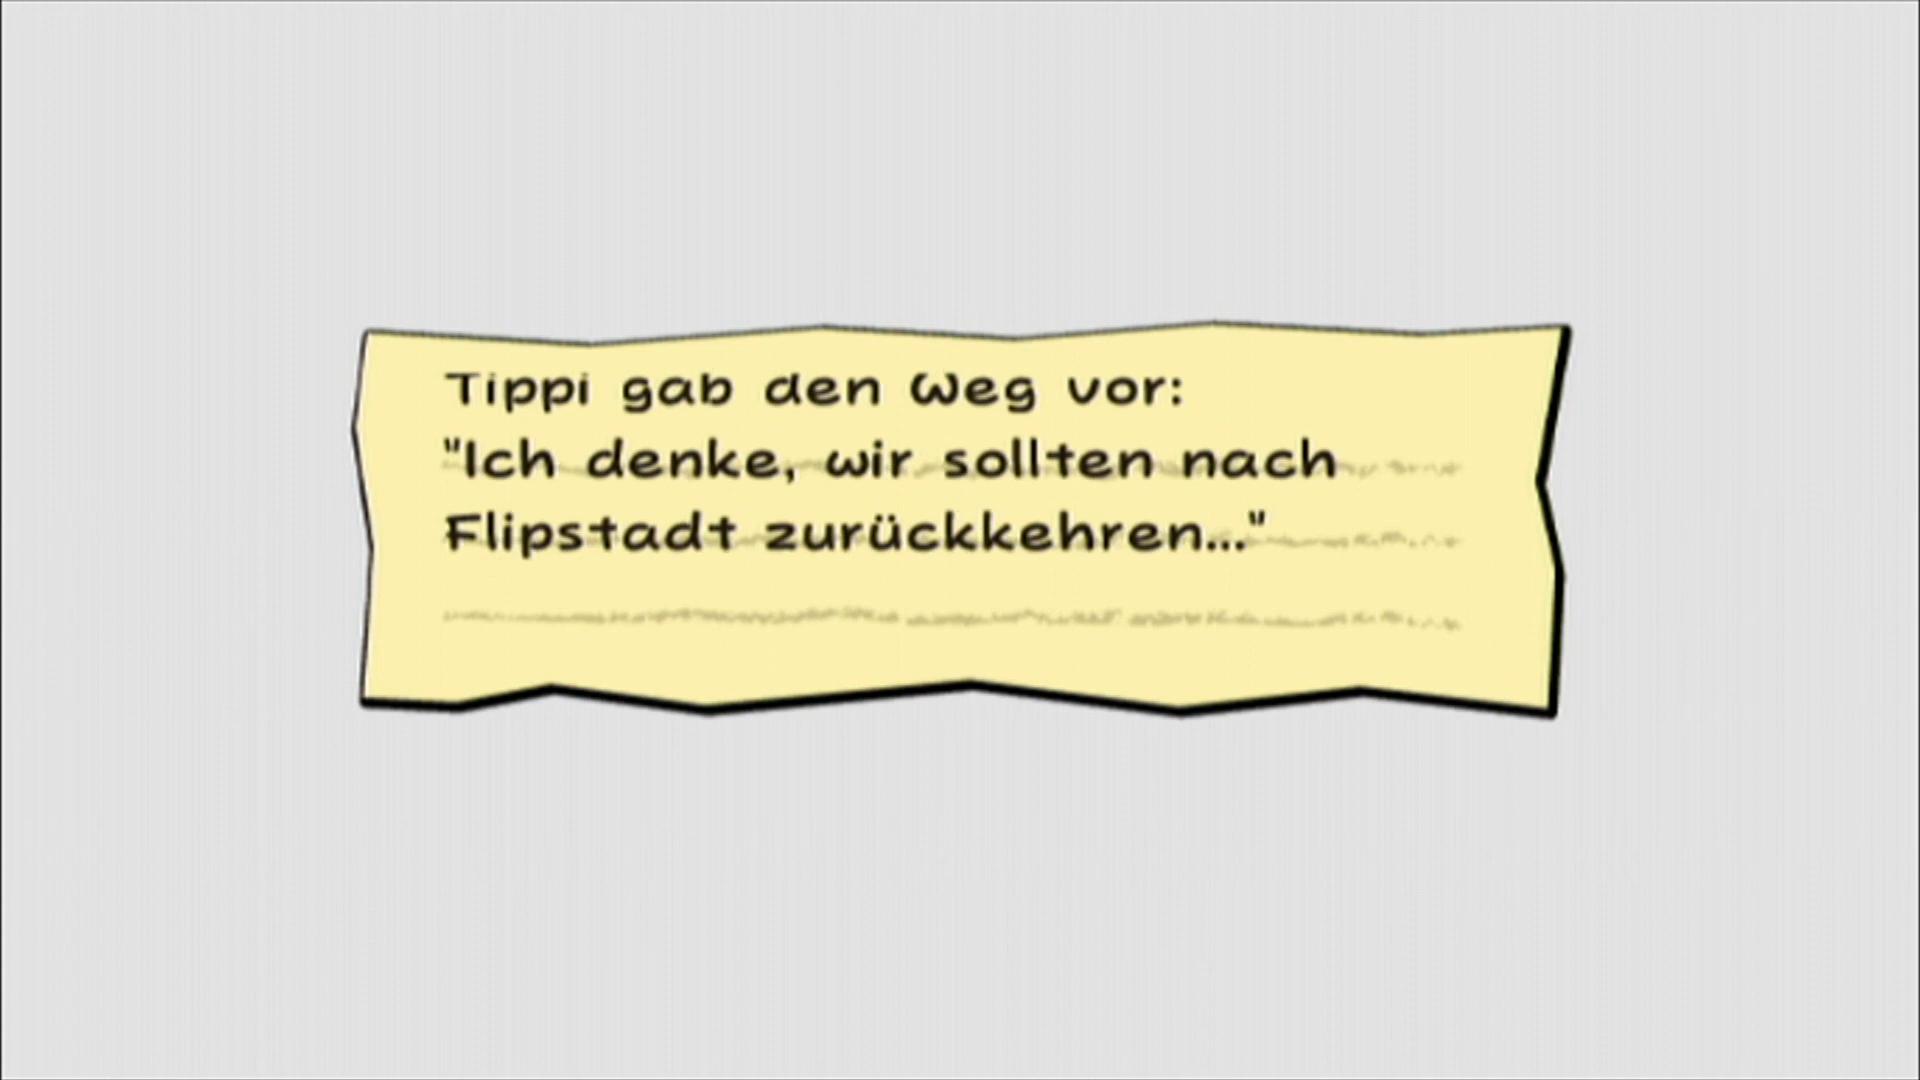 Tippi gab den Weg vor:
"Ich denke, wir sollten nach
Flipstadt zurückkehren..."